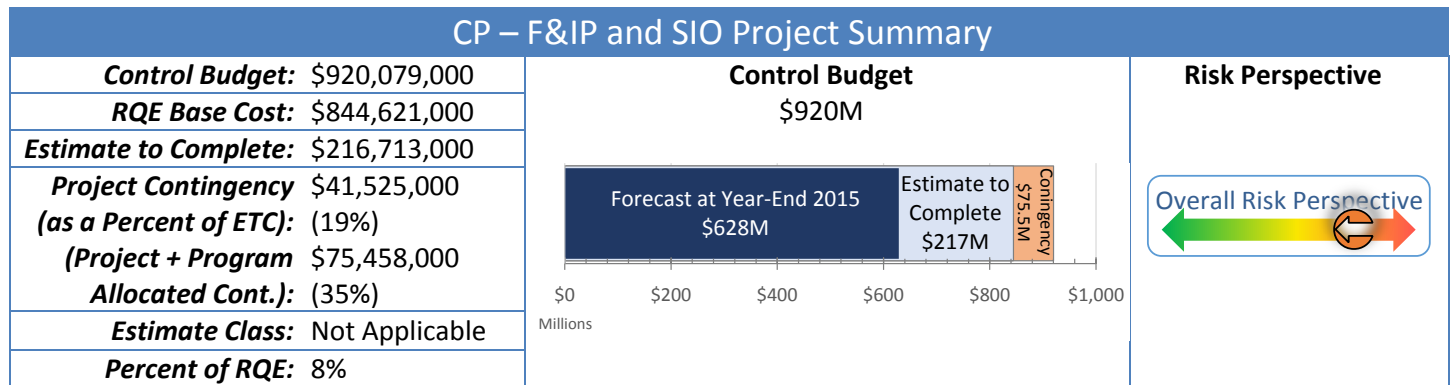 CP – F&IP and SIO Project Summary
Control Budget: $920,079,000
RQE Base Cost: $844,621,000
Estimate to Complete: $216,713,000
Project Contingency $41,525,000
(as a Percent of ETC): (19%)
(Project + Program $75,458,000
Allocated Cont.): (35%)
Estimate Class: Not Applicable
Percent of RQE: 8%
Control Budget
$920M
Forecast at Year-End 2015
$628M
Estimate to
Complete
$217M
Coningency
$75.5M
$0 $200 $400 $600 $800 $1,000
Millions
Risk Perspective
Overall Risk Perspective